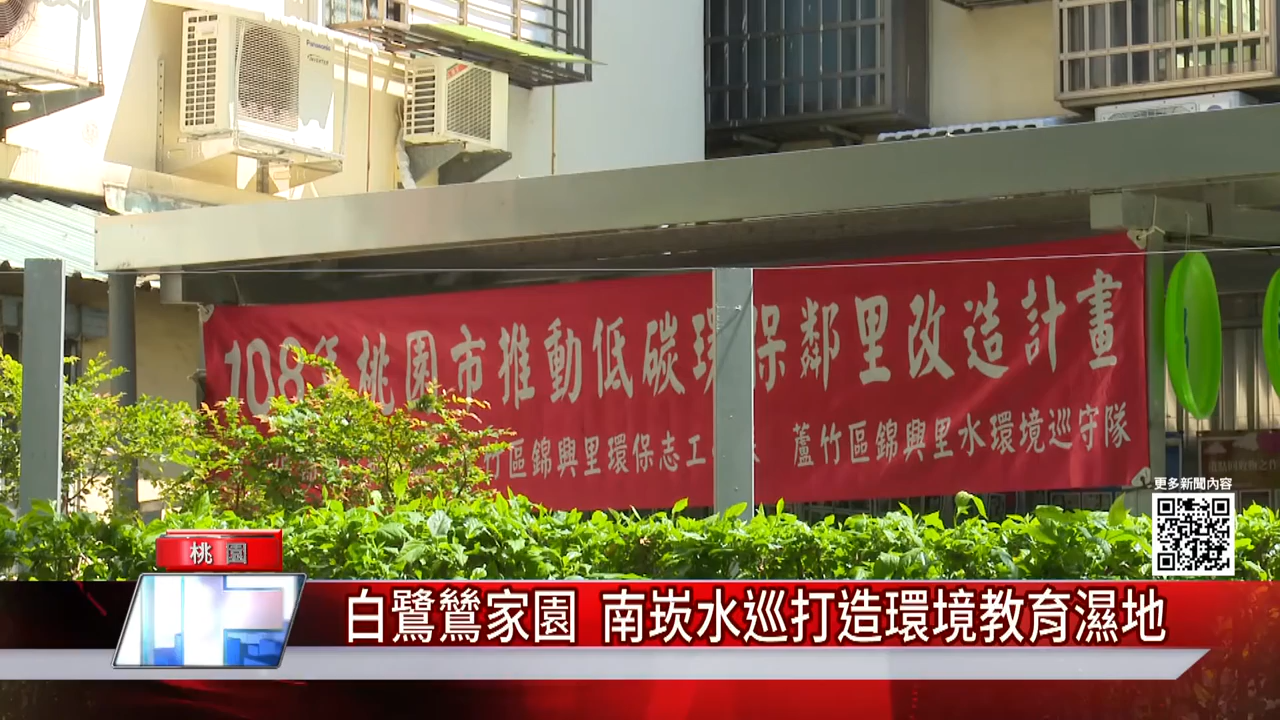 Panasonic
Inverter
108年桃園市推動低碳環保鄰里改造計畫
竹區錦興里環保志工 蘆竹區錦興里水環境巡守隊
更多新聞內容
桃園
白鷺鷥家園 南崁水巡打造環境教育濕地